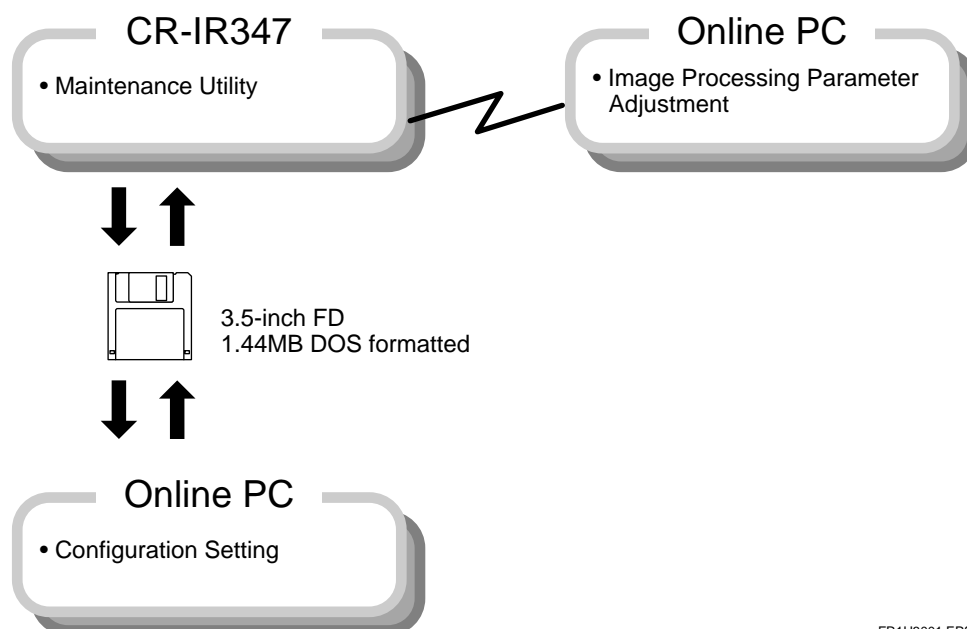 CR-IR347
• Maintenance Utility
Online PC
• Image Processing Parameter
Adjustment
3.5-inch FD
1.44MB DOS formatted
Online PC
• Configuration Setting